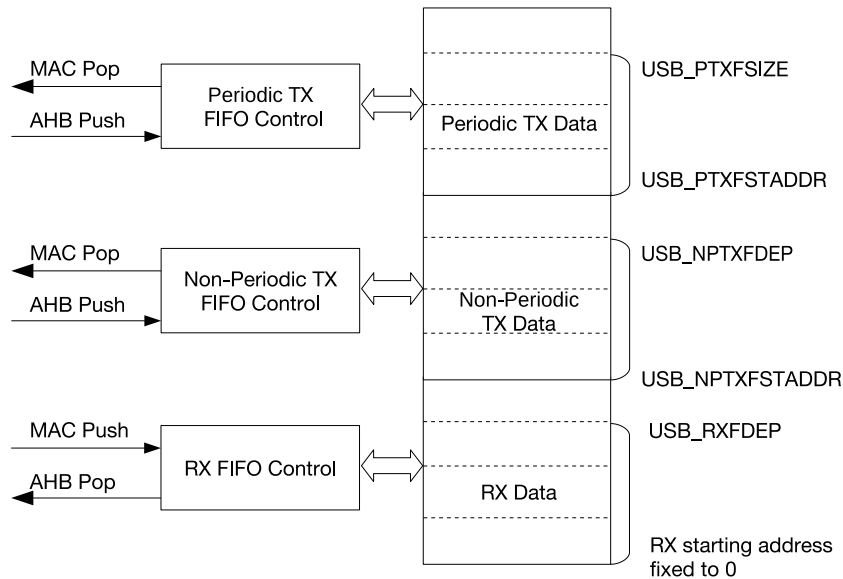 MAC Pop
AHB Push
Periodic TX
FIFO Control
Periodic TX Data
USB_PTXFSIZE
USB_PTXFSTADDR
MAC Pop
AHB Push
Non-Periodic TX
FIFO Control
Non-Periodic
TX Data
USB_NPTXFDEP
USB_NPTXFSTADDR
MAC Push
AHB Pop
RX FIFO Control
RX Data
USB_RXFDEP
RX starting address
fixed to 0